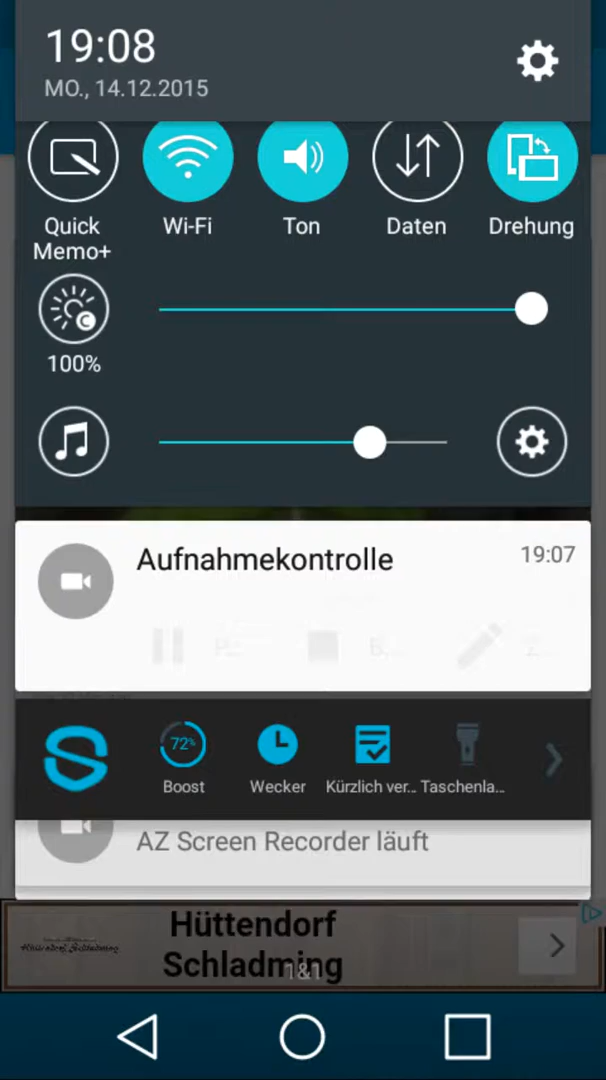 19:08
MO., 14.12.2015
Quick Memo+
Wi-Fi
Ton
Daten
Drehung
100%
Aufnahmekontrolle
19:07
P...
B...
Z...
72%
Boost
Wecker
Kürzlich ver...
Taschenla...
AZ Screen Recorder läuft
Hüttendorf
Schladming
1&1